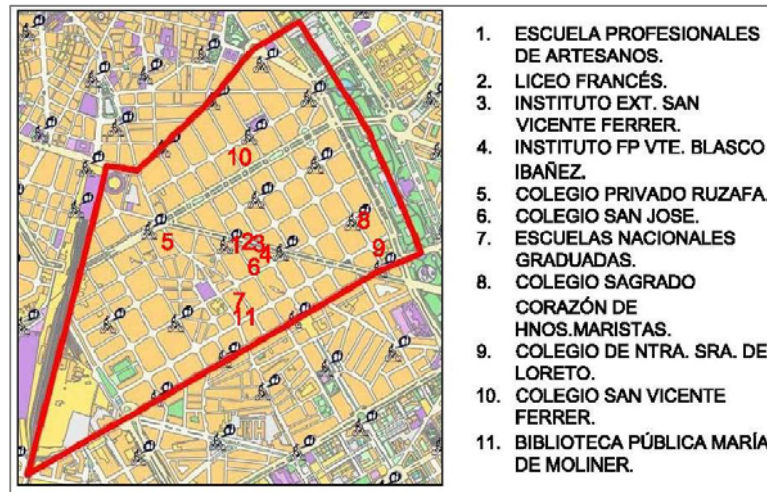 10
8
5
1
2
3
4
9
6
7
11
1. ESCUELA PROFESIONALES
DE ARTESANOS.
2. LICEO FRANCÉS.
3. INSTITUTO EXT. SAN
VICENTE FERRER.
4. INSTITUTO FP VTE. BLASCO
IBAÑEZ.
5. COLEGIO PRIVADO RUZAFA.
6. COLEGIO SAN JOSE.
7. ESCUELAS NACIONALES
GRADUADAS.
8. COLEGIO SAGRADO
CORAZÓN DE
HNOS.MARISTAS.
9. COLEGIO DE NTRA. SRA. DE
LORETO.
10. COLEGIO SAN VICENTE
FERRER.
11. BIBLIOTECA PÚBLICA MARÍA
DE MOLINER.